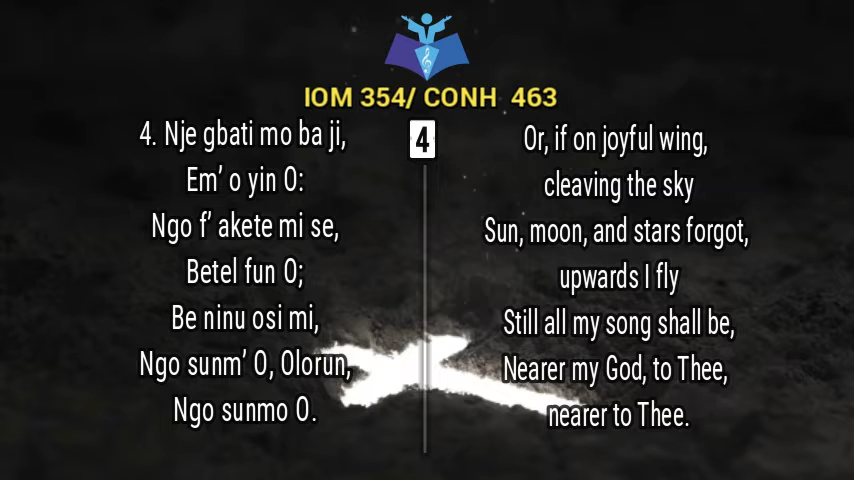 IOM 354/ CONH 463
4. Nje gbati mo ba ji,
Em' o yin O:
Ngo f' akete mi se,
Betel fun O;
Be ninu osi mi,
Ngo sunm' O, Olorun,
Ngo sunmo O.
4
Or, if on joyful wing,
cleaving the sky
Sun, moon, and stars forgot,
upwards I fly
Still all my song shall be,
Nearer my God, to Thee,
nearer to Thee.